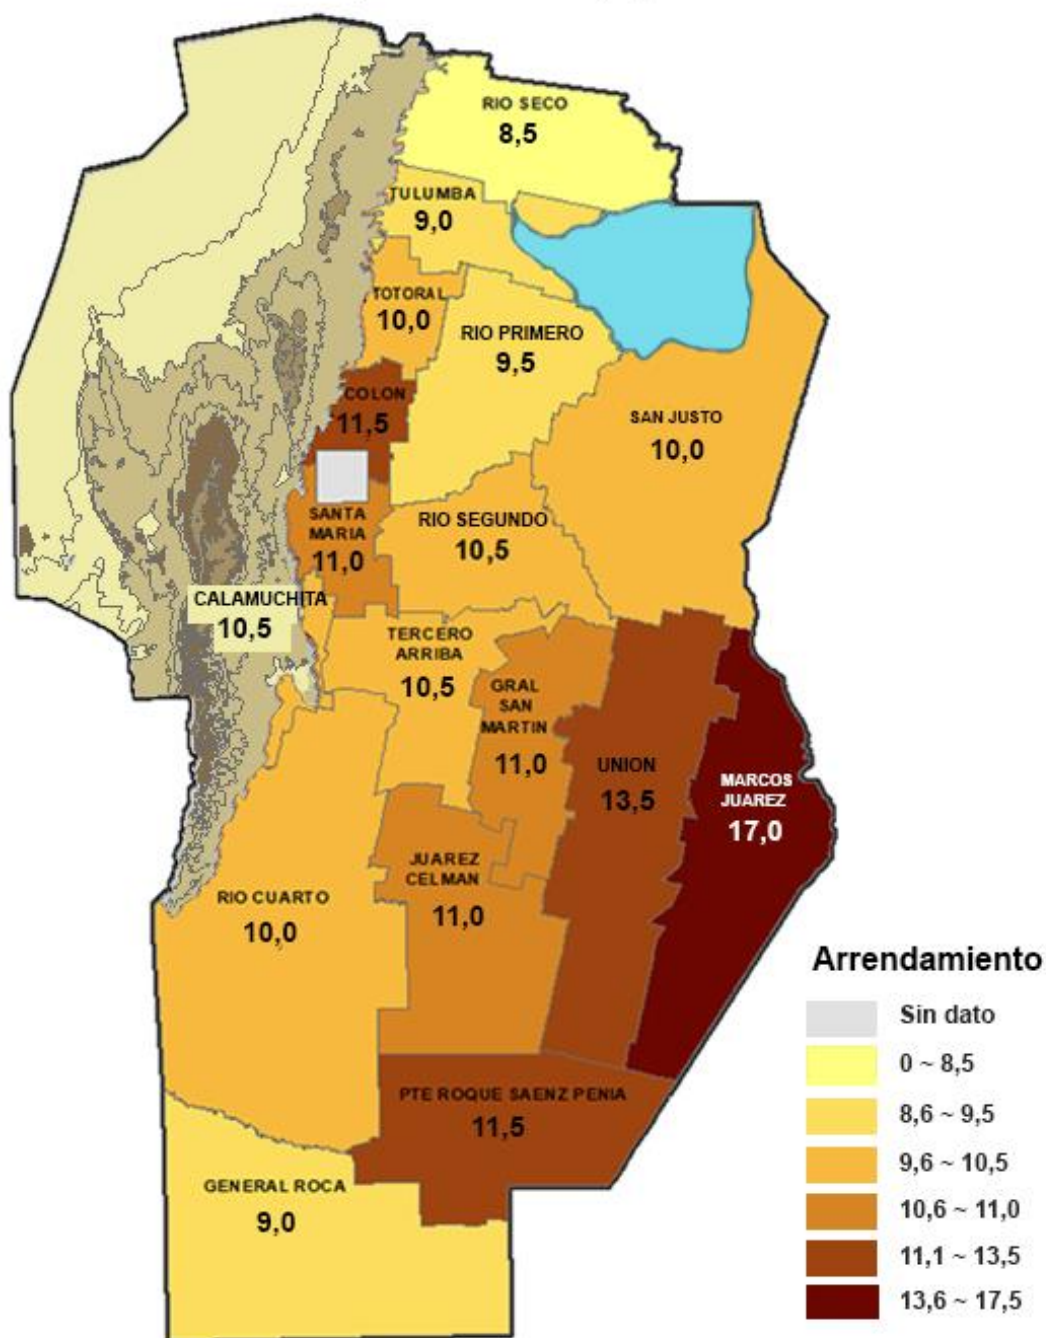 RIO SECO
8,5
TULUMBA
9,0
TOTORAL
10,0
RIO PRIMERO
9,5
COLON
11,5
SAN JUSTO
10,0
SANTA
MARIA
11,0
RIO SEGUNDO
10,5
CALAMUCHITA
10,5
TERCERO
ARRIBA
10,5
GRAL
SAN
MARTIN
11,0
UNION
13,5
MARCOS
JUAREZ
17,0
JUAREZ
CELMAN
11,0
RIO CUARTO
10,0
PTE ROQUE SAENZ PENIA
11,5
GENERAL ROCA
9,0
Arrendamiento
Sin dato
0 ~ 8,5
8,6 ~ 9,5
9,6 ~ 10,5
10,6 ~ 11,0
11,1 ~ 13,5
13,6 ~ 17,5